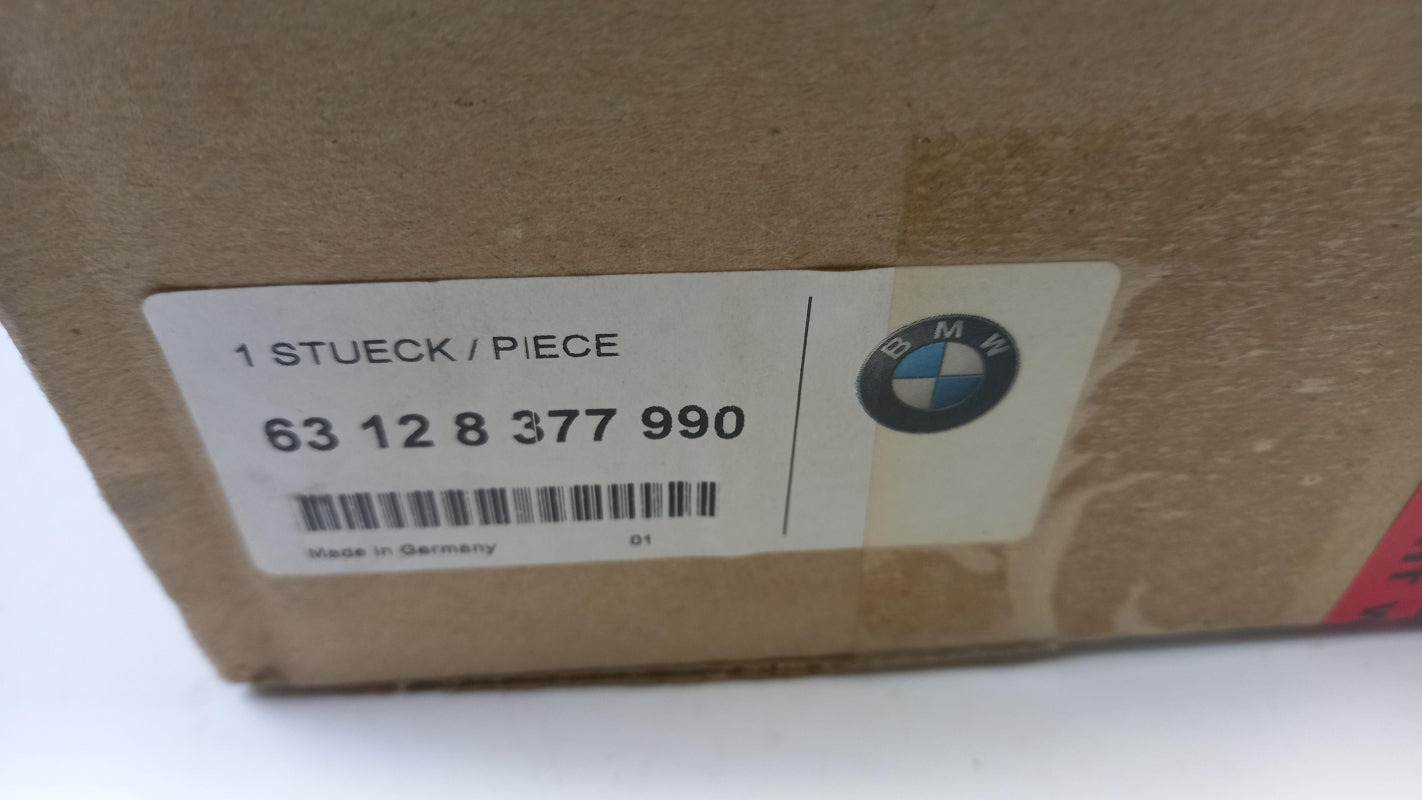 1 STUECK / PIECE
63 12 8 377 990
Made in Germany
01
BMW